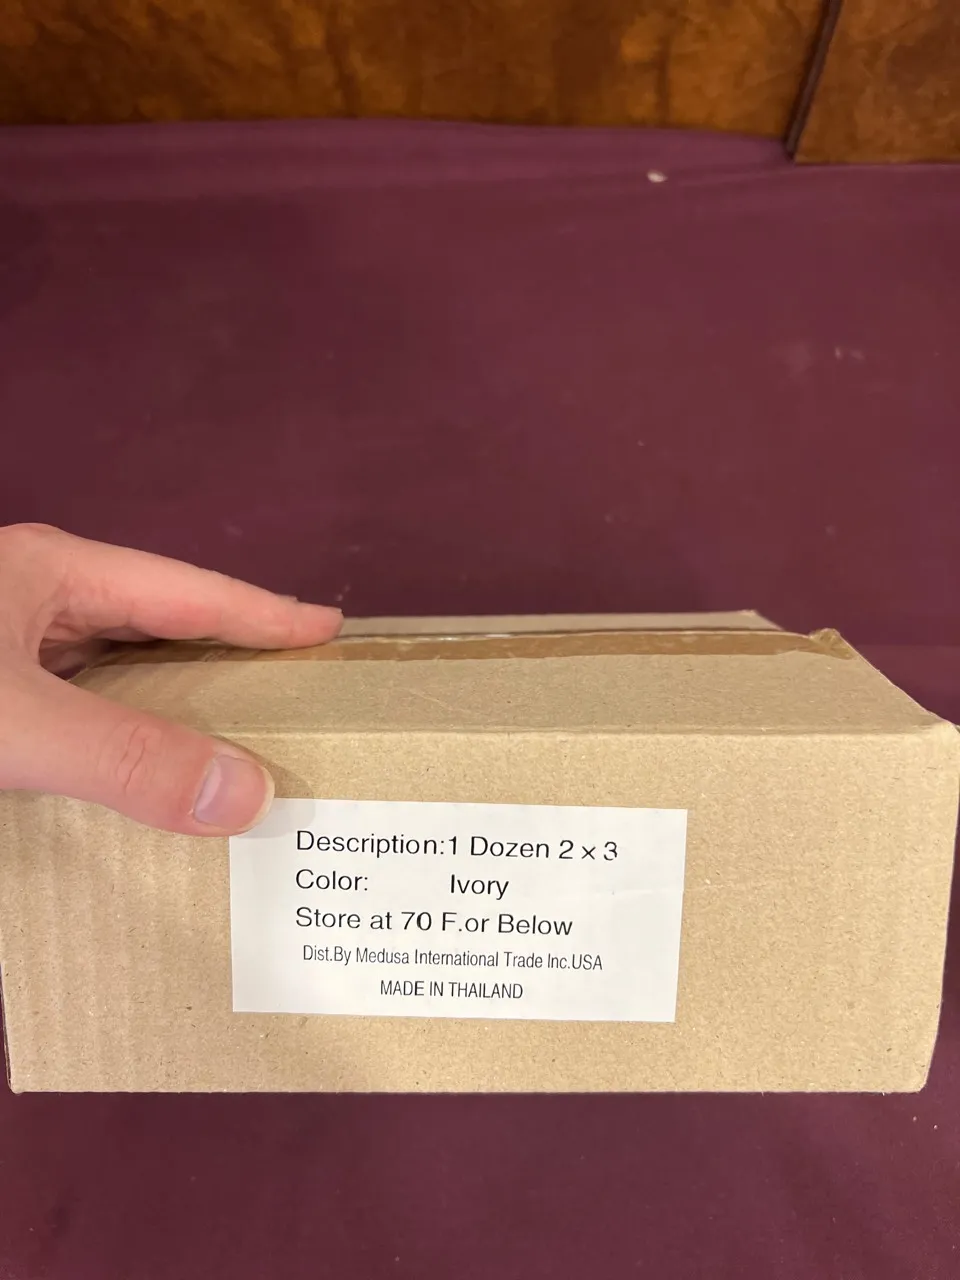 Description:1 Dozen 2 x 3
Color: Ivory
Store at 70 F.or Below
Dist.By Medusa International Trade Inc.USA
MADE IN THAILAND